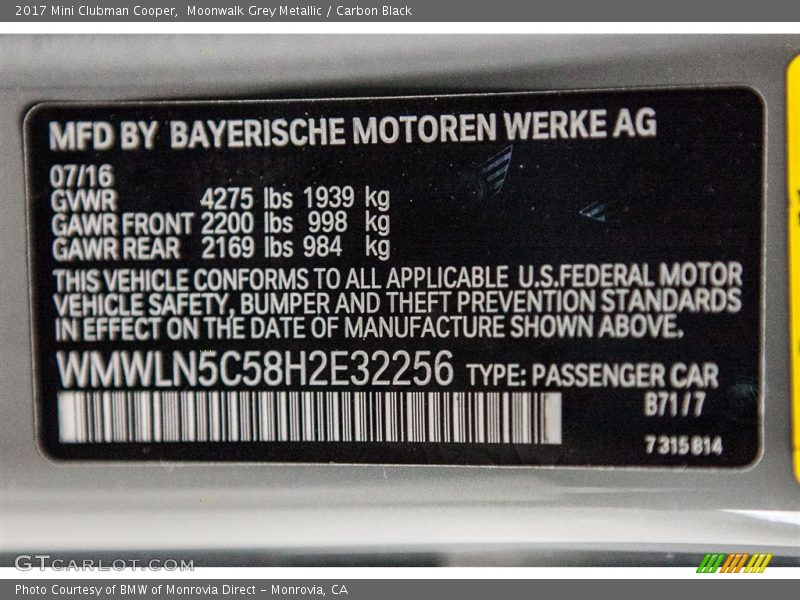 2017 Mini Clubman Cooper,  Moonwalk Grey Metallic / Carbon Black
MFD BY BAYERISCHE MOTOREN WERKE AG
07/16
GVWR 4275 lbs 1939 kg
GAWR FRONT 2200 lbs 998 kg
GAWR REAR 2169 lbs 984 kg
THIS VEHICLE CONFORMS TO ALL APPLICABLE U.S.FEDERAL MOTOR
VEHICLE SAFETY, BUMPER AND THEFT PREVENTION STANDARDS
IN EFFECT ON THE DATE OF MANUFACTURE SHOWN ABOVE.
WMWLN5C58H2E32256 TYPE: PASSENGER CAR
B71/7
7315814
GTCARLOT.COM
Photo Courtesy of BMW of Monrovia Direct – Monrovia, CA